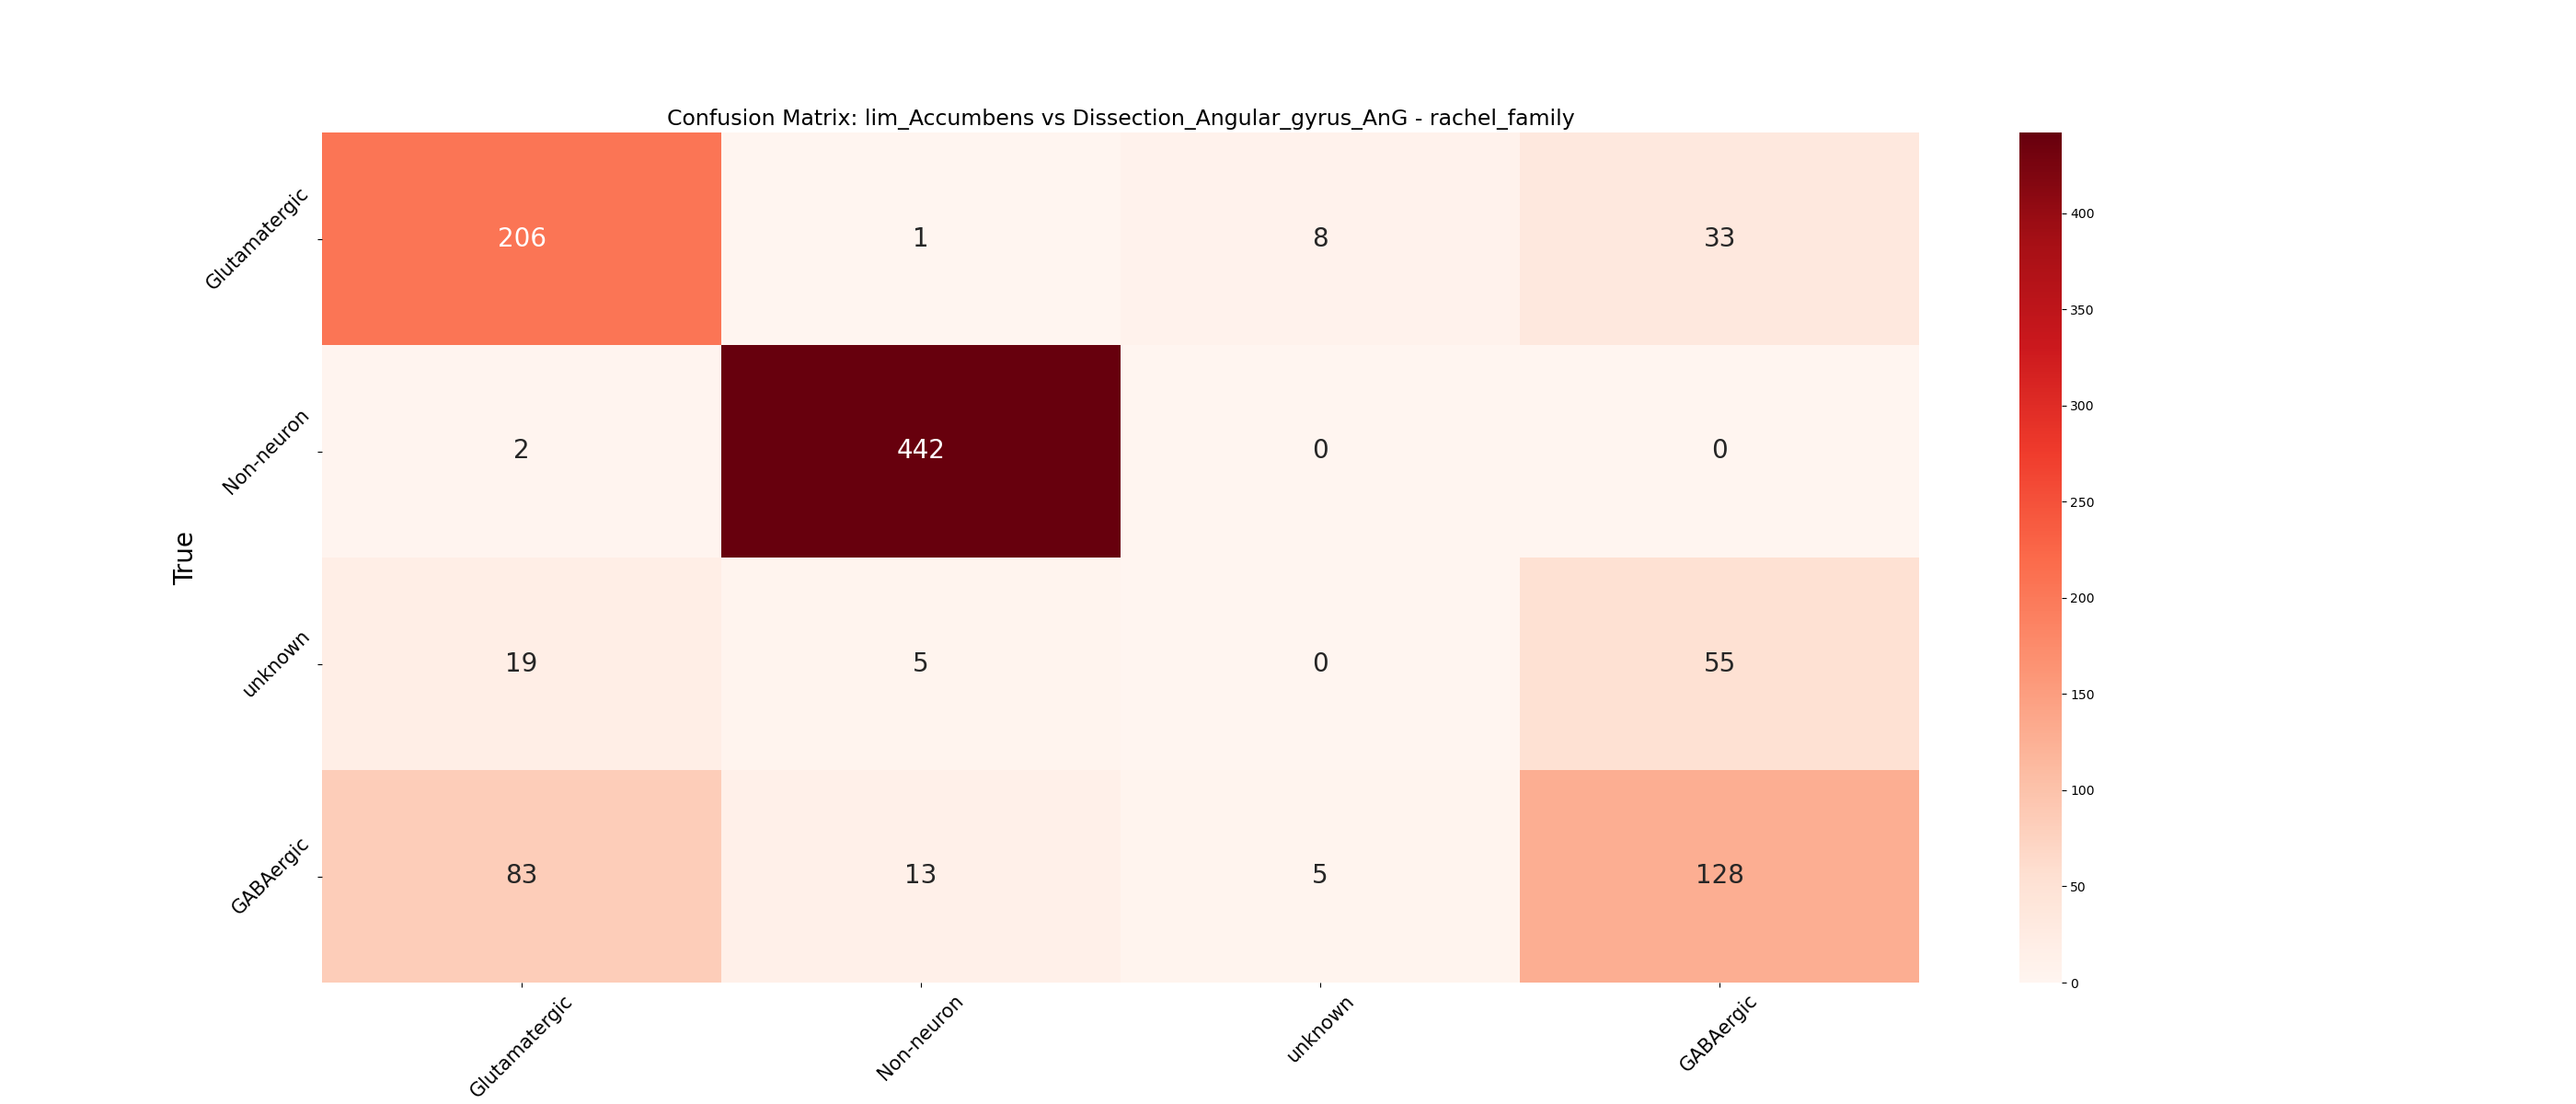 Confusion Matrix: lim_Accumbens vs Dissection_Angular_gyrus_AnG - rachel_family
Glutamatergic 206 1 8 33
Non-neuron 2 442 0 0
unknown 19 5 0 55
GABAergic 83 13 5 128
True
Glutamatergic Non-neuron unknown GABAergic
400
350
300
250
200
150
100
50
0